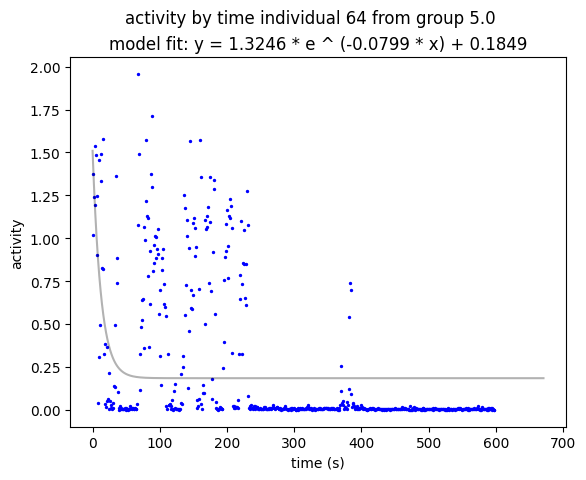 activity by time individual 64 from group 5.0
model fit: y = 1.3246 * e ^ (-0.0799 * x) + 0.1849
2.00
1.75
1.50
1.25
1.00
0.75
0.50
0.25
0.00
activity
0 100 200 300 400 500 600 700
time (s)